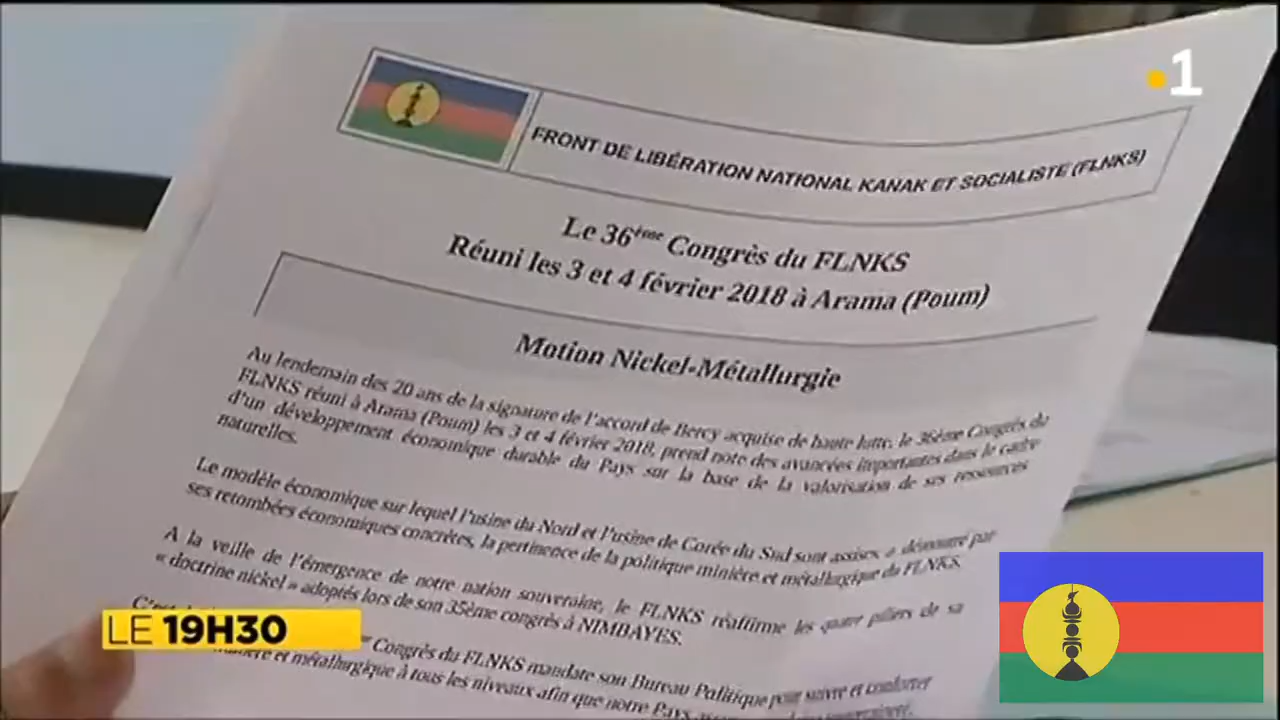 1
FRONT DE LIBÉRATION NATIONAL KANAK ET SOCIALISTE (FLNKS)
Le 36ème Congrès du FLNKS
Réuni les 3 et 4 février 2018 à Arama (Poum)
Motion Nickel-Métallurgie
Au lendemain des 20 ans de la signature de l'accord de Bercy acquise de haute lutte, le 36ème Congrès du
FLNKS réuni à Arama (Poum) les 3 et 4 février 2018, prend note des avancées importantes dans le cadre
d'un développement économique durable du Pays sur la base de la valorisation de ses ressources
naturelles.
Le modèle économique sur lequel l'usine du Nord et l'usine de Corée du Sud sont assises, a démontré par
ses retombées économiques concrètes, la pertinence de la politique minière et métallurgique du FLNKS.
A la veille de l'émergence de notre nation souveraine, le FLNKS réaffirme les quatre piliers de sa
« doctrine nickel » adoptés lors de son 35ème congrès à NIMBAYES.
Congrès du FLNKS mandate son Bureau Politique pour suivre et conforter
et métallurgique à tous les niveaux afin que notre Pays
LE 19H30